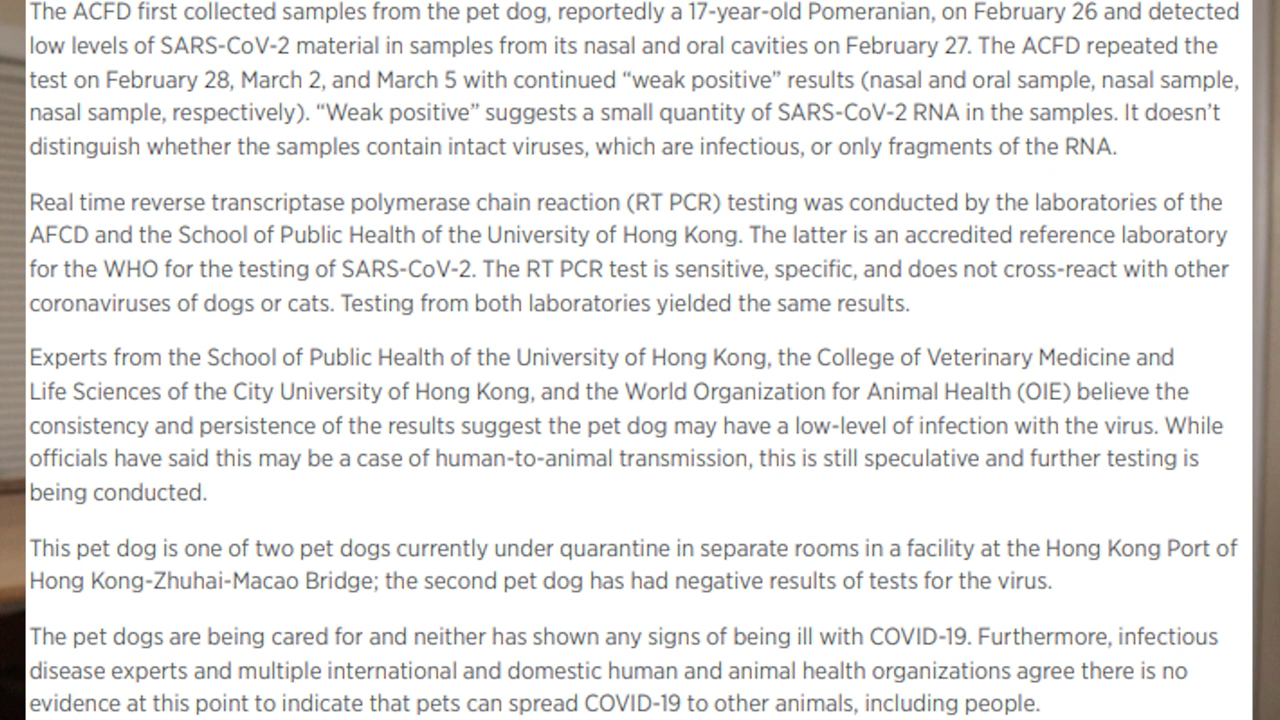 The ACFD first collected samples from the pet dog, reportedly a 17-year-old Pomeranian, on February 26 and detected
low levels of SARS-CoV-2 material in samples from its nasal and oral cavities on February 27. The ACFD repeated the
test on February 28, March 2, and March 5 with continued “weak positive” results (nasal and oral sample, nasal sample,
nasal sample, respectively). “Weak positive” suggests a small quantity of SARS-CoV-2 RNA in the samples. It doesn’t
distinguish whether the samples contain intact viruses, which are infectious, or only fragments of the RNA.
Real time reverse transcriptase polymerase chain reaction (RT PCR) testing was conducted by the laboratories of the
AFCD and the School of Public Health of the University of Hong Kong. The latter is an accredited reference laboratory
for the WHO for the testing of SARS-CoV-2. The RT PCR test is sensitive, specific, and does not cross-react with other
coronaviruses of dogs or cats. Testing from both laboratories yielded the same results.
Experts from the School of Public Health of the University of Hong Kong, the College of Veterinary Medicine and
Life Sciences of the City University of Hong Kong, and the World Organization for Animal Health (OIE) believe the
consistency and persistence of the results suggest the pet dog may have a low-level of infection with the virus. While
officials have said this may be a case of human-to-animal transmission, this is still speculative and further testing is
being conducted.
This pet dog is one of two pet dogs currently under quarantine in separate rooms in a facility at the Hong Kong Port of
Hong Kong-Zhuhai-Macao Bridge; the second pet dog has had negative results of tests for the virus.
The pet dogs are being cared for and neither has shown any signs of being ill with COVID-19. Furthermore, infectious
disease experts and multiple international and domestic human and animal health organizations agree there is no
evidence at this point to indicate that pets can spread COVID-19 to other animals, including people.